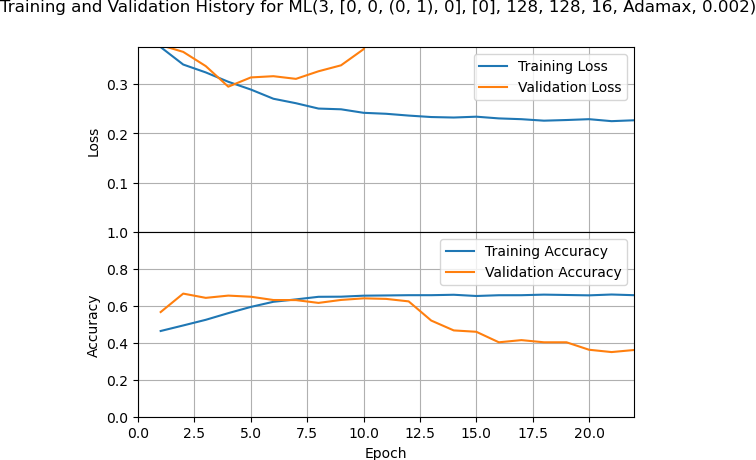 Training and Validation History for ML(3, [0, 0, (0, 1), 0], [0], 128, 128, 16, Adamax, 0.002)
0.3
0.2
0.1
Loss
Training Loss
Validation Loss
1.0
0.8
0.6
0.4
0.2
0.0
Accuracy
Training Accuracy
Validation Accuracy
0.0 2.5 5.0 7.5 10.0 12.5 15.0 17.5 20.0
Epoch